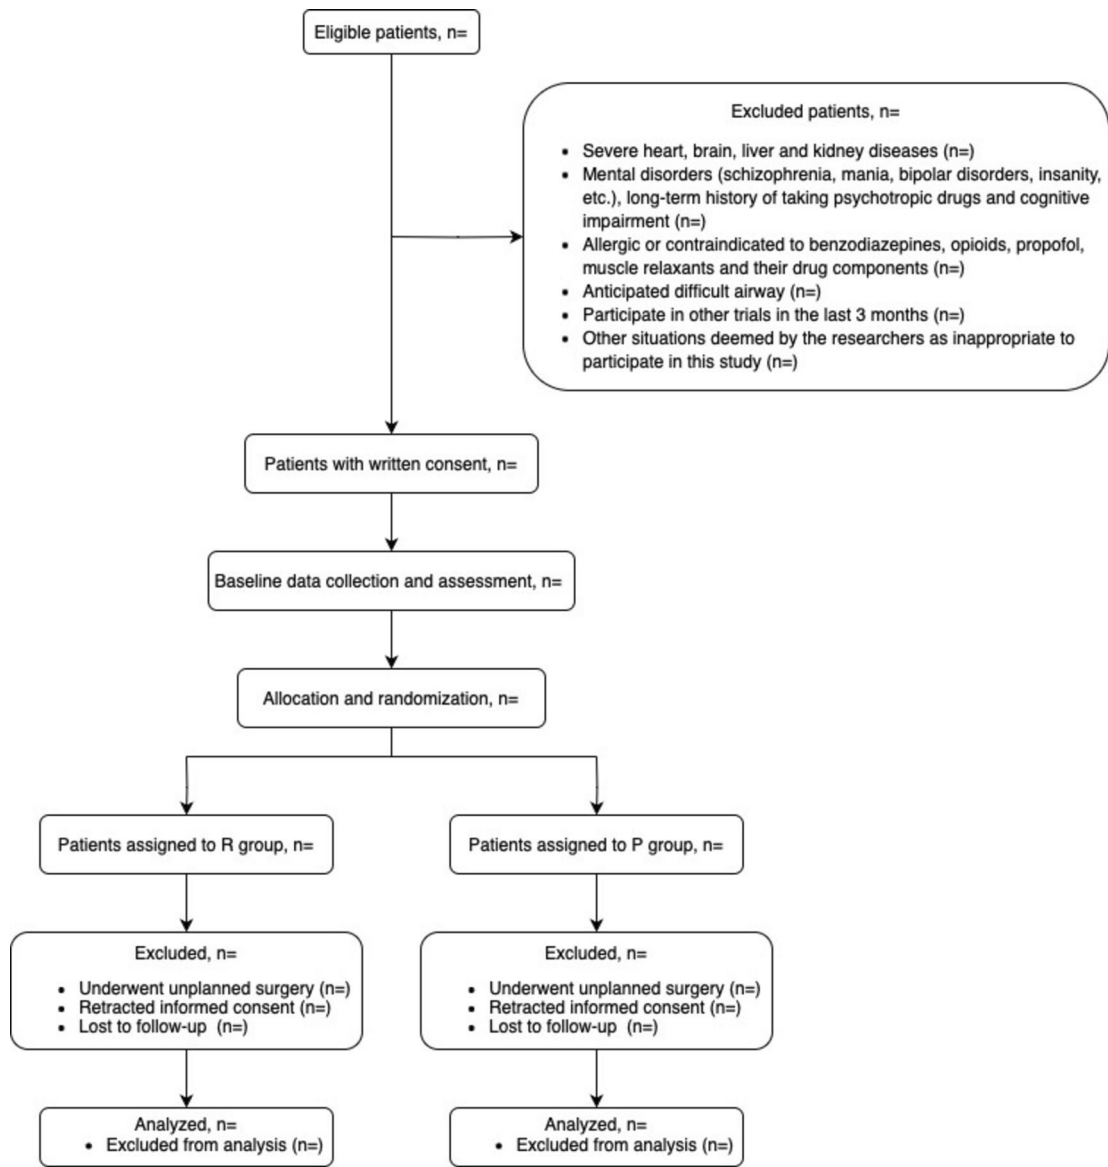 Eligible patients, n=
Excluded patients, n=
• Severe heart, brain, liver and kidney diseases (n=)
• Mental disorders (schizophrenia, mania, bipolar disorders, insanity,
etc.), long-term history of taking psychotropic drugs and cognitive
impairment (n=)
• Allergic or contraindicated to benzodiazepines, opioids, propofol,
muscle relaxants and their drug components (n=)
• Anticipated difficult airway (n=)
• Participate in other trials in the last 3 months (n=)
• Other situations deemed by the researchers as inappropriate to
participate in this study (n=)
Patients with written consent, n=
Baseline data collection and assessment, n=
Allocation and randomization, n=
Patients assigned to R group, n=
Patients assigned to P group, n=
Excluded, n=
• Underwent unplanned surgery (n=)
• Retracted informed consent (n=)
• Lost to follow-up (n=)
Excluded, n=
• Underwent unplanned surgery (n=)
• Retracted informed consent (n=)
• Lost to follow-up (n=)
Analyzed, n=
• Excluded from analysis (n=)
Analyzed, n=
• Excluded from analysis (n=)